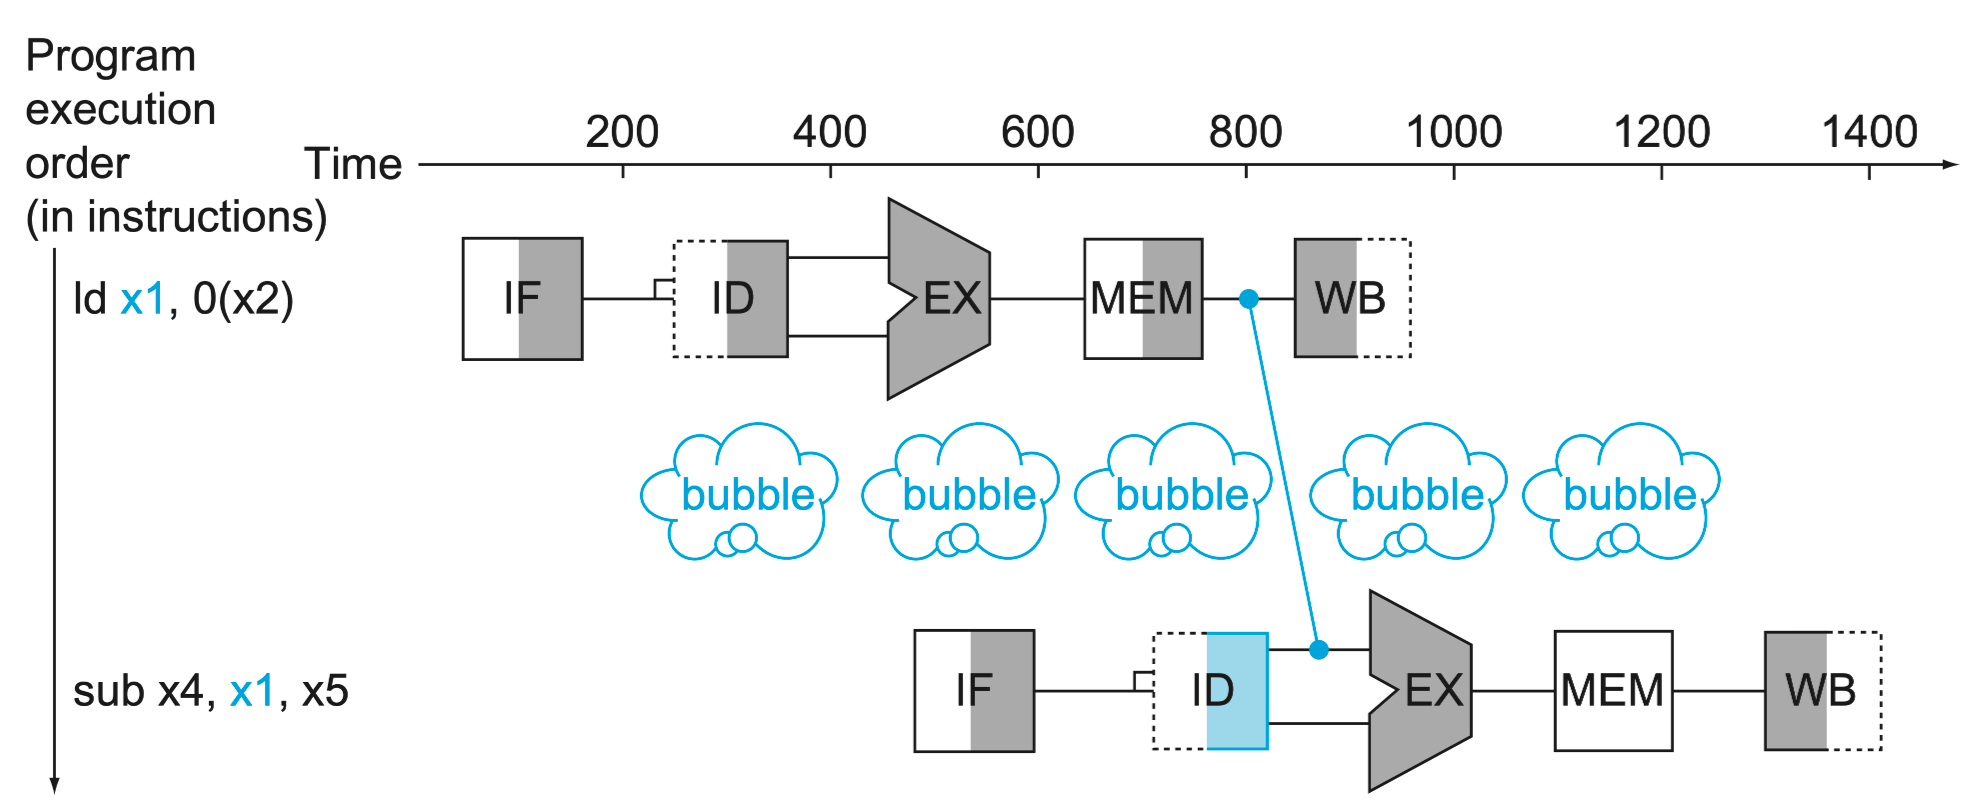 Program
execution
order
(in instructions)
Time
200 400 600 800 1000 1200 1400
ld x1, 0(x2)
IF ID EX MEM WB
bubble bubble bubble bubble bubble
sub x4, x1, x5
IF ID EX MEM WB